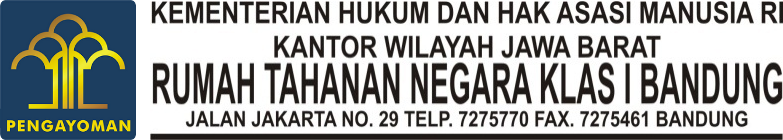 KEMENTERIAN HUKUM DAN HAK ASASI MANUSIA RI
KANTOR WILAYAH JAWA BARAT
RUMAH TAHANAN NEGARA KLAS I BANDUNG
JALAN JAKARTA NO. 29 TELP. 7275770 FAX. 7275461 BANDUNG
PENGAYOMAN